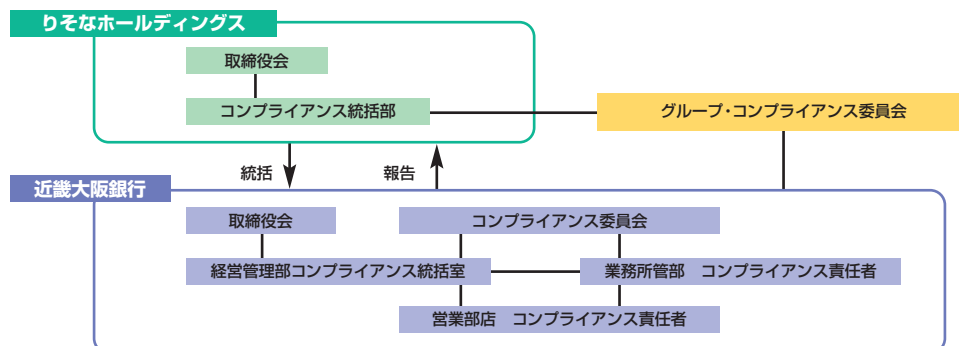 りそなホールディングス
取締役会
コンプライアンス統括部
グループ・コンプライアンス委員会
統括
報告
近畿大阪銀行
取締役会
コンプライアンス委員会
経営管理部コンプライアンス統括室
業務所管部 コンプライアンス責任者
営業部店 コンプライアンス責任者